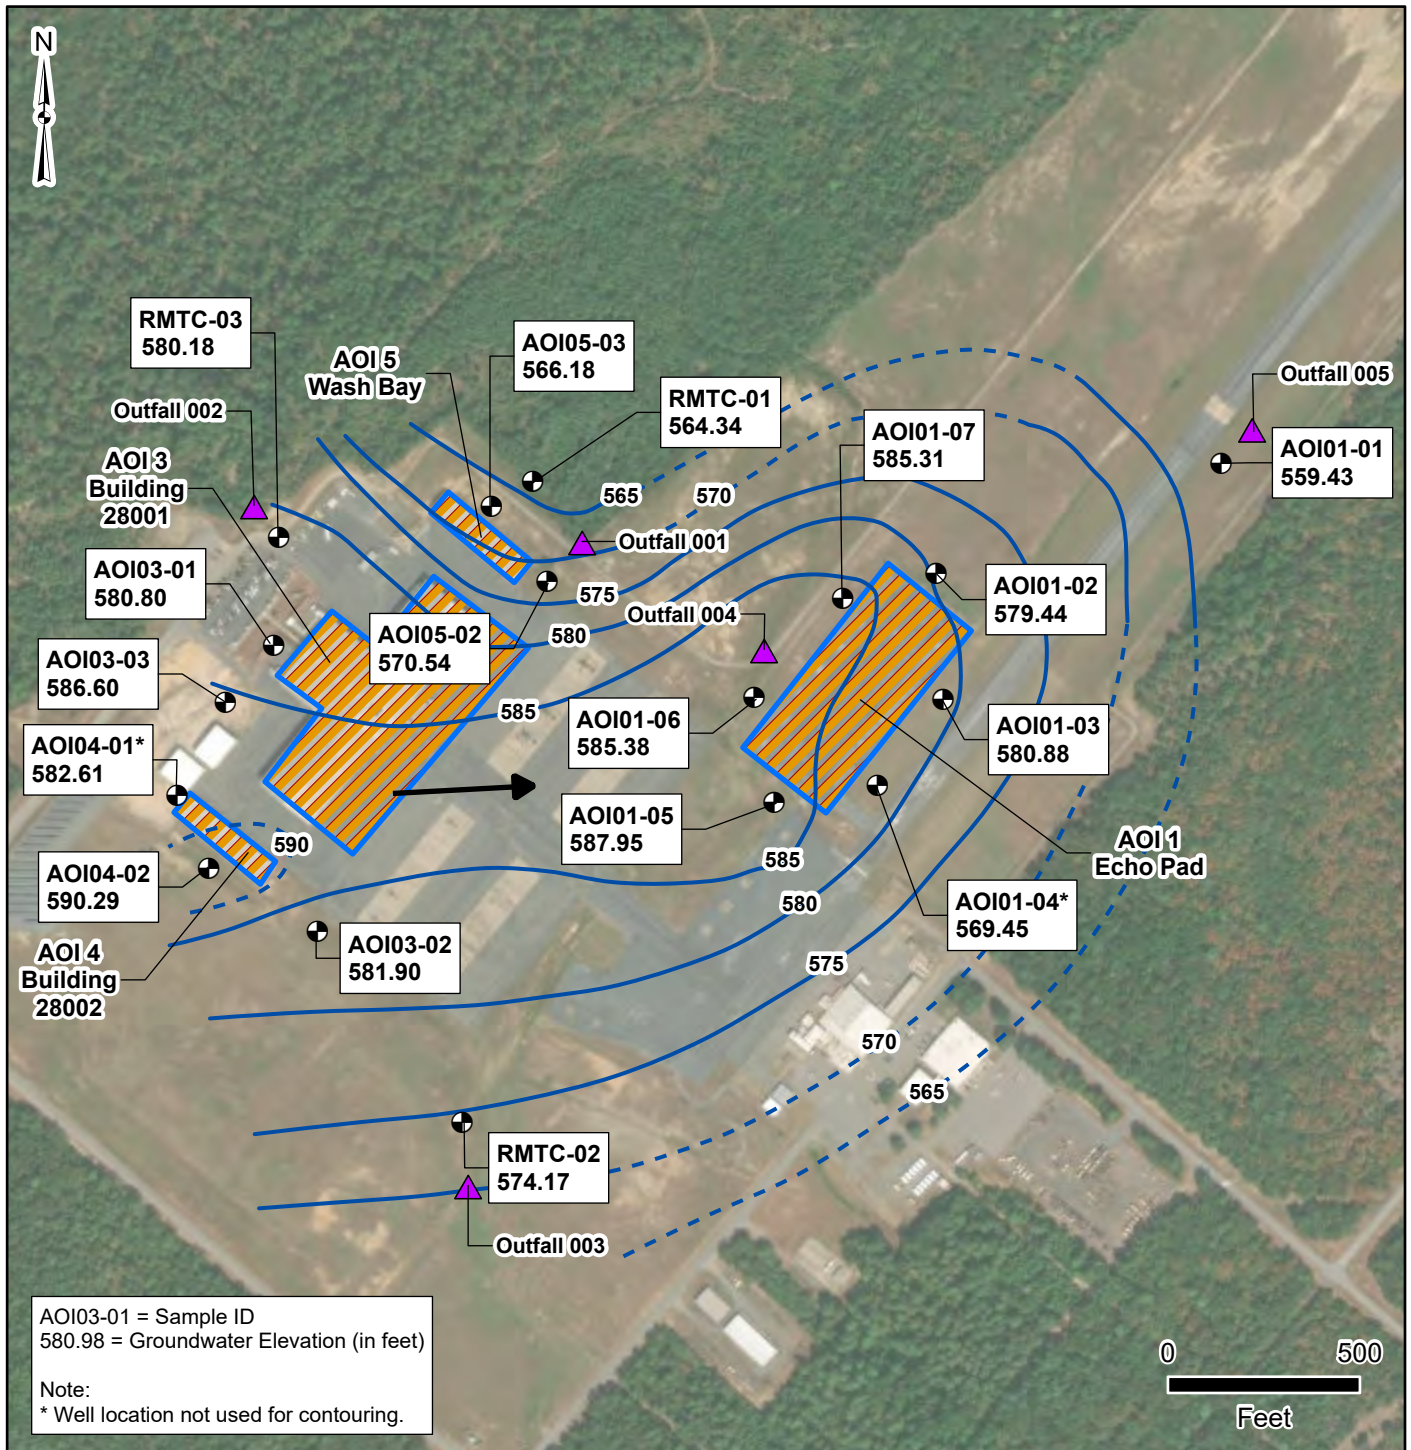 N
RMTC-03
580.18
AOI 5
Wash Bay
AOI05-03
566.18
RMTC-01
564.34
Outfall 005
Outfall 002
AOI01-07
585.31
AOI01-01
559.43
AOI 3
Building
28001
565
570
Outfall 001
AOI03-01
580.80
575
AOI01-02
579.44
Outfall 004
AOI05-02
570.54
580
AOI03-03
586.60
585
AOI01-06
585.38
AOI01-03
580.88
AOI04-01*
582.61
AOI01-05
587.95
590
585
AOI 1
Echo Pad
AOI04-02
590.29
580
AOI01-04*
569.45
AOI03-02
581.90
AOI 4
Building
28002
575
570
565
RMTC-02
574.17
Outfall 003
AOI03-01 = Sample ID
580.98 = Groundwater Elevation (in feet)
Note:
* Well location not used for contouring.
0 500
Feet